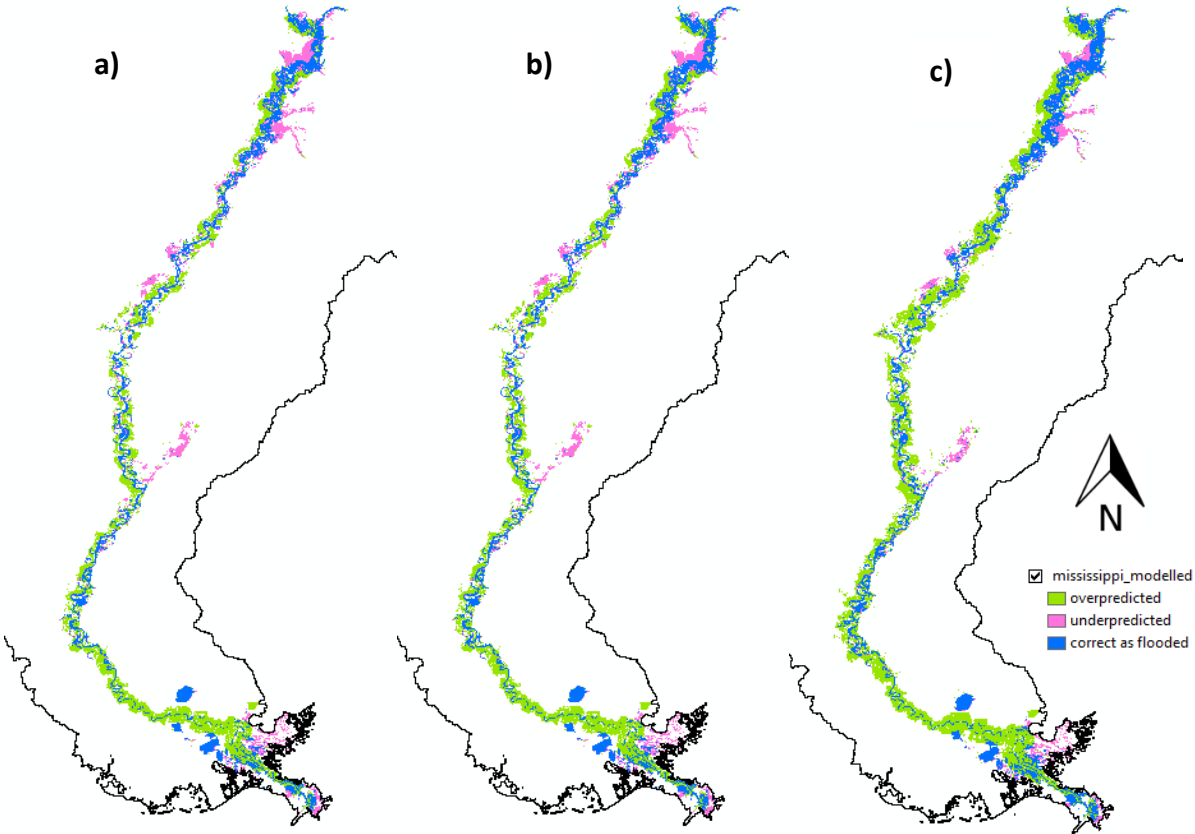 a)
b)
c)
N
mississippi_modelled
overpredicted
underpredicted
correct as flooded